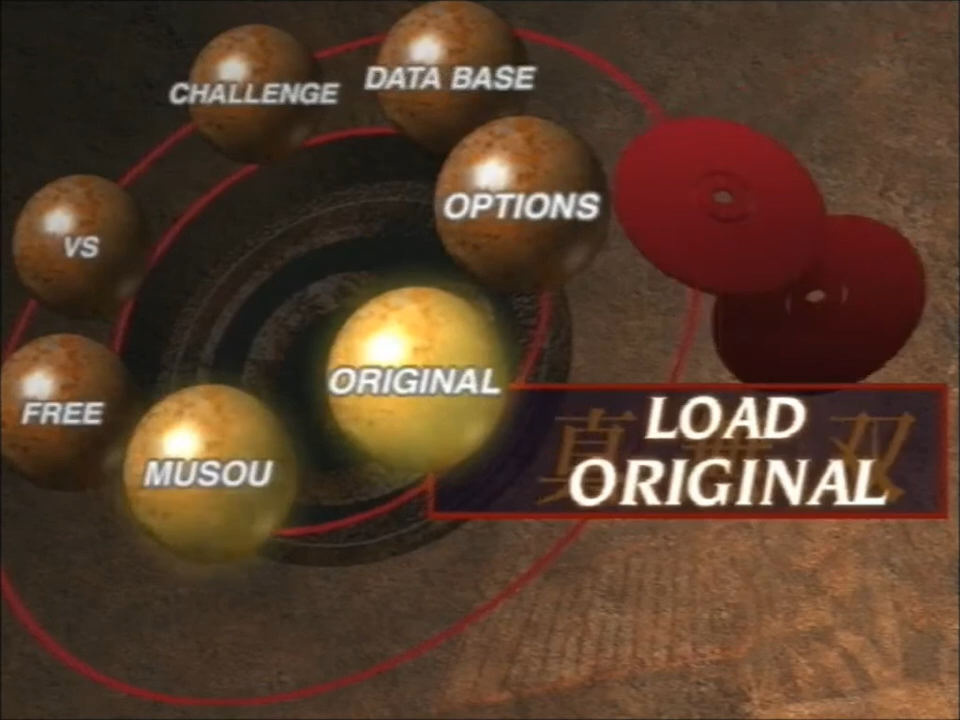 DATA BASE
CHALLENGE
OPTIONS
VS
ORIGINAL
FREE
MUSOU
LOAD
ORIGINAL